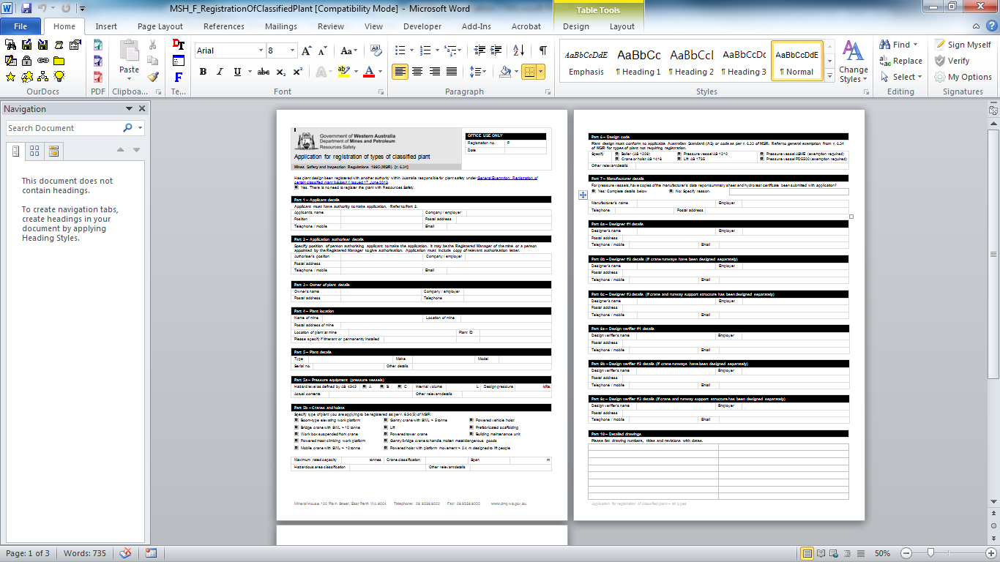 MSH_F_RegistrationOfClassifiedPlant [Compatibility Mode] - Microsoft Word
Table Tools
File Home Insert Page Layout References Mailings Review View Developer Add-Ins Acrobat Design Layout
Arial 8
Paste
AaBbCcDdE AaBbCc AaBbCcI AaBbCcDc AaBbCcDdE
Emphasis ¶ Heading 1 ¶ Heading 2 ¶ Heading 3 ¶ Normal
Change Styles
Find
Replace
Select
Sign Myself
Verify
My Options
OurDocs PDF Clipboa... Te... Font Paragraph Styles Editing Signatures
Navigation
Search Document
This document does not
contain headings.
To create navigation tabs,
create headings in your
document by applying
Heading Styles.
Government of Western Australia
Department of Mines and Petroleum
Resources Safety
Application for registration of types of classified plant
Mines Safety and Inspection Regulations 1995 (MSIR) [r. 6.34]
OFFICE USE ONLY
Registration no. P
Date
Has plant design been registered with another authority within Australia responsible for plant safety under General Exemption: Registration of
certain classified plant issued 17 June 2013
Yes. There is no need to register the plant with Resources Safety.
Part 1 – Applicant details
Applicants must have authority to make application. Refer to Part 2.
Applicant's name Company / employer
Position Postal address
Telephone / mobile Email
Part 2 – Application authoriser details
Specify position of person authorising applicant to make the application. It may be the Registered Manager of the mine or a person
appointed by the Registered Manager to give authorisation. Application must include copy of relevant authorisation letter.
Authoriser's position Company / employer
Postal address
Telephone / mobile Email
Part 3 – Owner of plant details
Owner's name Company / employer
Postal address Telephone
Part 4 – Plant location
Name of mine Location of mine
Postal address of mine
Location of plant at mine Plant ID
Please specify if itinerant or permanently installed
Part 5 – Plant details
Type Make Model
Serial no. Other details
Part 5a – Pressure equipment (pressure vessels)
Hazard level as defined by AS 4343 A B C Internal volume L Design pressure kPa
Actual contents Other relevant details
Part 5b – Cranes and hoists
Specify type of plant you are applying to be registered as per r. 6.34(5) of MSIR:
Boom-type elevating work platform Gantry crane with SWL > 5 tonne Powered vehicle hoist
Bridge crane with SWL > 10 tonne Lift Prefabricated scaffolding
Work box suspended from crane Powered tower crane Building maintenance unit
Powered mast climbing work platform Gantry/bridge crane to handle molten metal/dangerous goods
Mobile crane with SWL > 10 tonne Powered hoist with platform movement > 2.4 m designed to lift people
Maximum rated capacity tonnes Crane classification Span m
Hazardous area classification Other relevant details
Mineral House, 100 Plain Street, East Perth WA 6004 Telephone: 08 9358 8002 Fax: 08 9358 8000 www.dmp.wa.gov.au
Part 6 – Design code
Plant design must conform to applicable Australian Standard (AS) or code as per r. 6.33 of MSIR. Refer to general exemption from r. 6.34
of MSIR for types of plant not requiring registration.
Specify Boiler (AS 1228) Pressure vessel AS 1210 Pressure vessel ASME (exemption required)
Crane or hoist AS 1418 Lift AS 1735 Pressure vessel PD5500 (exemption required)
Other relevant details
Part 7 – Manufacturer details
For pressure vessels, have copies of the manufacturer's data report summary sheet and hydro test certificate been submitted with application?
Yes: Complete details below No: Specify reason:
Manufacturer's name Employer
Telephone Postal address
Part 8a – Designer #1 details
Designer's name Employer
Postal address
Telephone / mobile Email
Part 8b – Designer #2 details (if crane runways have been designed separately)
Designer's name Employer
Postal address
Telephone / mobile Email
Part 8c – Designer #3 details (if crane and runway support structure has been designed separately)
Designer's name Employer
Postal address
Telephone / mobile Email
Part 9a – Design verifier #1 details
Design verifier's name Employer
Postal address
Telephone / mobile Email
Part 9b – Design verifier #2 details (if crane runways have been designed separately)
Design verifier's name Employer
Postal address
Telephone / mobile Email
Part 9c – Design verifier #3 details (if crane and runway support structure has been designed separately)
Design verifier's name Employer
Postal address
Telephone / mobile Email
Part 10 – Detailed drawings
Please list drawing numbers, titles and revisions with dates.
Application for registration of classified plant – all types
Page: 1 of 3 Words: 735 50%